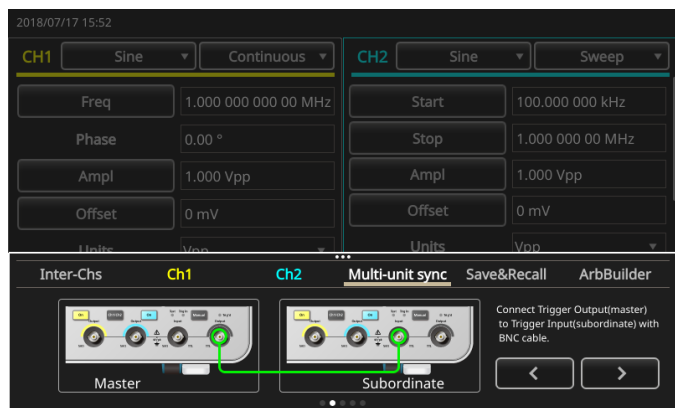 2018/07/17 15:52
CH1 Sine Continuous
CH2 Sine Sweep
Freq 1.000 000 000 00 MHz
Start 100.000 000 kHz
Phase 0.00 °
Stop 1.000 000 00 MHz
Ampl 1.000 Vpp
Ampl 1.000 Vpp
Offset 0 mV
Offset 0 mV
Units Vpp
Units Vpp
Inter-Chs Ch1 Ch2 Multi-unit sync Save&Recall ArbBuilder
Master
Subordinate
Connect Trigger Output(master)
to Trigger Input(subordinate) with
BNC cable.